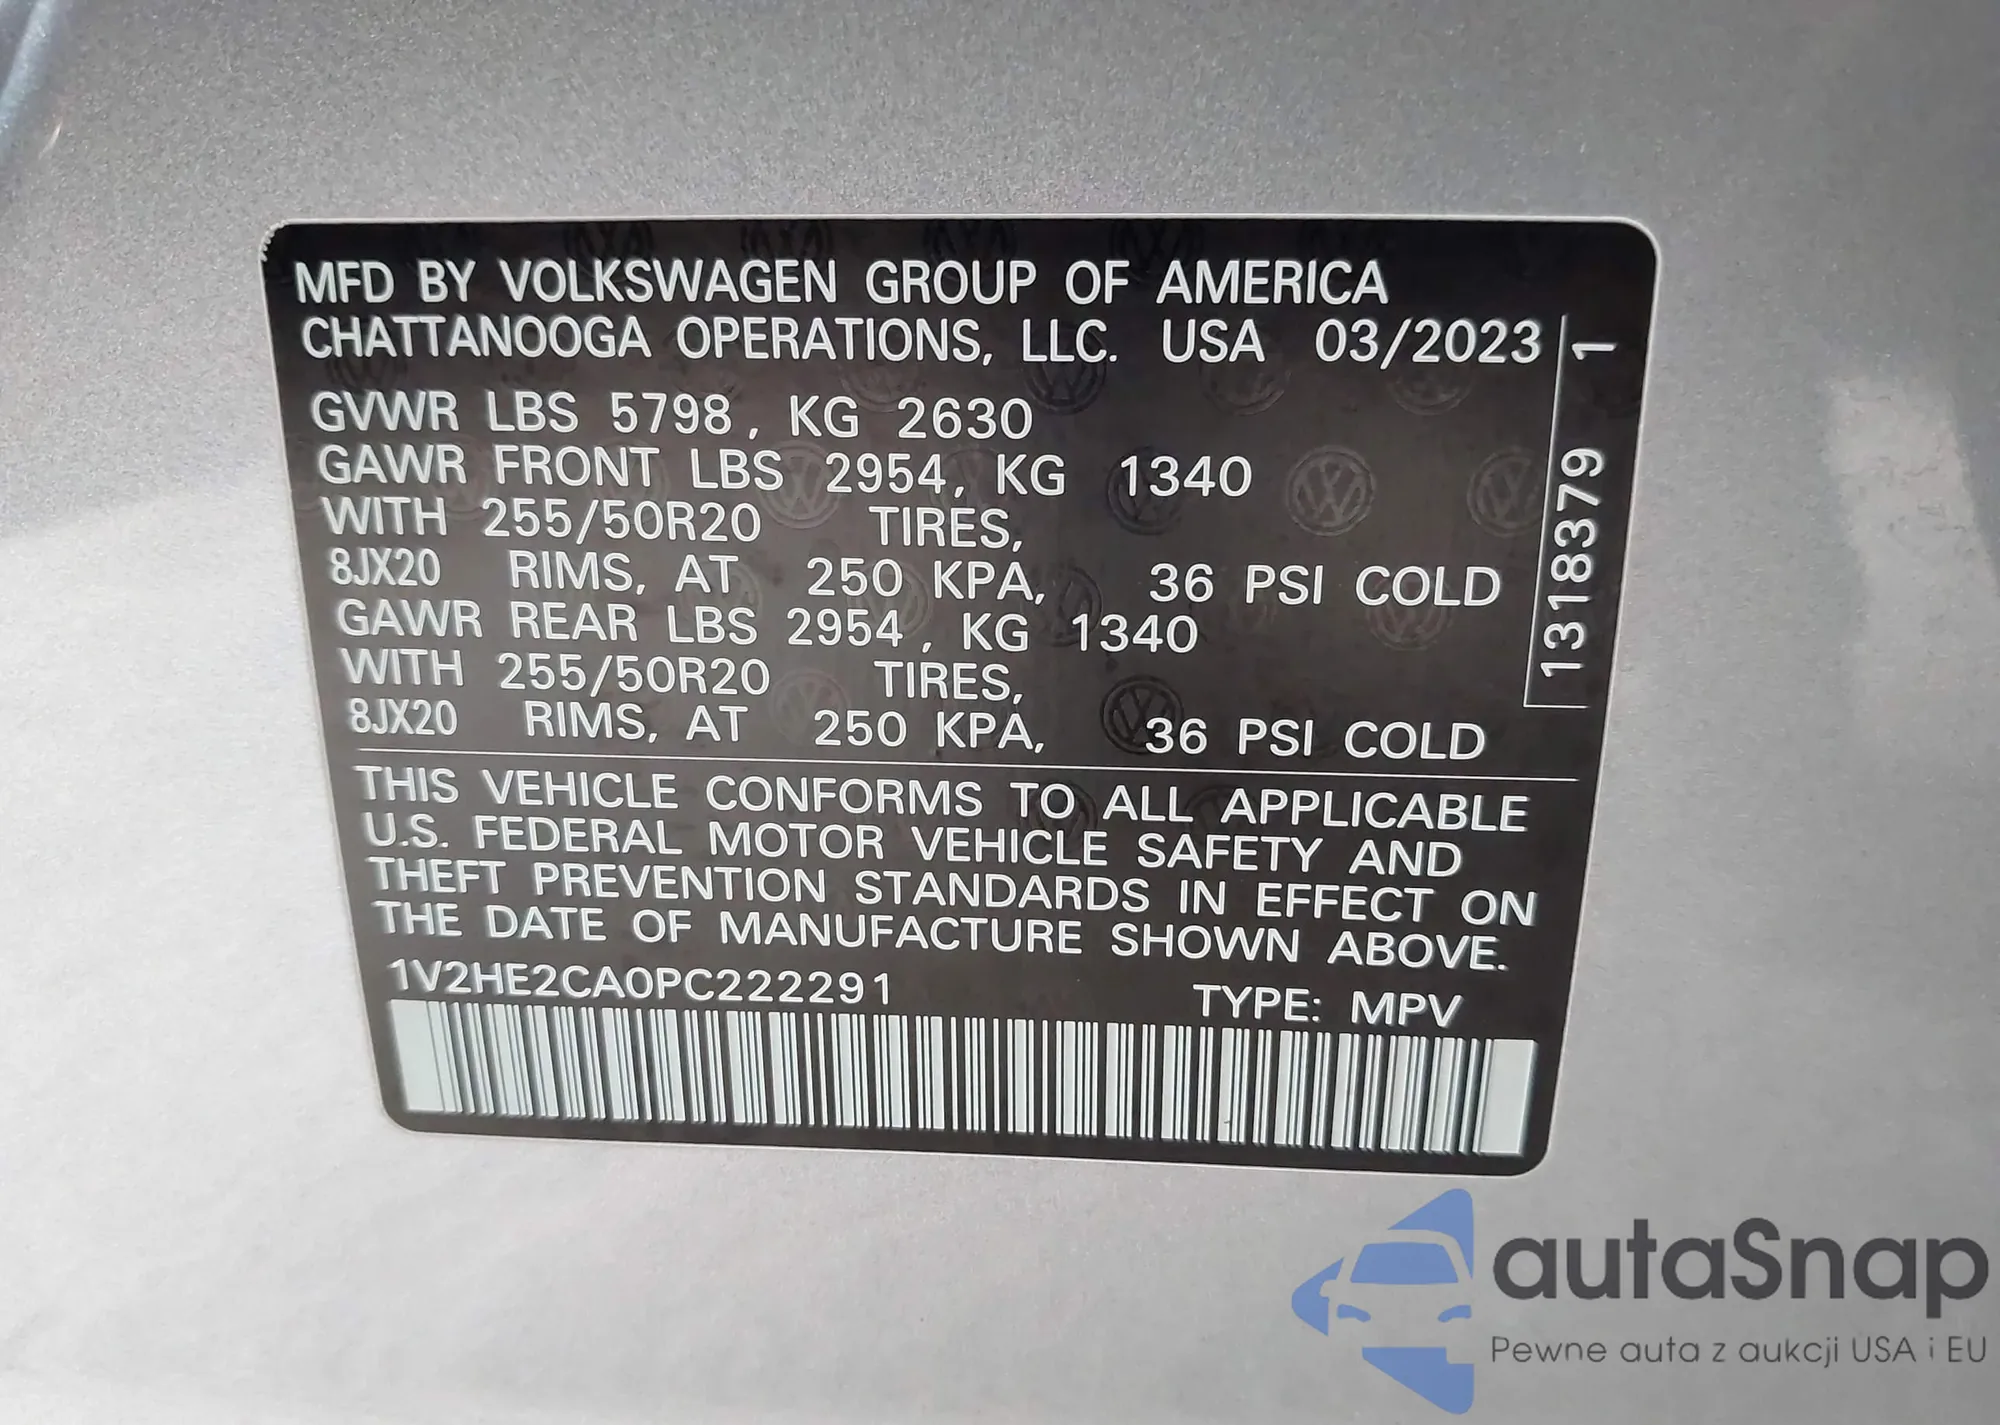 MFD BY VOLKSWAGEN GROUP OF AMERICA
CHATTANOOGA OPERATIONS, LLC. USA 03/2023
GVWR LBS 5798, KG 2630
GAWR FRONT LBS 2954, KG 1340
WITH 255/50R20 TIRES,
8JX20 RIMS, AT 250 KPA, 36 PSI COLD
GAWR REAR LBS 2954, KG 1340
WITH 255/50R20 TIRES,
8JX20 RIMS, AT 250 KPA, 36 PSI COLD
1318379 1
THIS VEHICLE CONFORMS TO ALL APPLICABLE
U.S. FEDERAL MOTOR VEHICLE SAFETY AND
THEFT PREVENTION STANDARDS IN EFFECT ON
THE DATE OF MANUFACTURE SHOWN ABOVE.
1V2HE2CA0PC222291 TYPE: MPV
autaSnap
Pewne auta z aukcji USA i EU